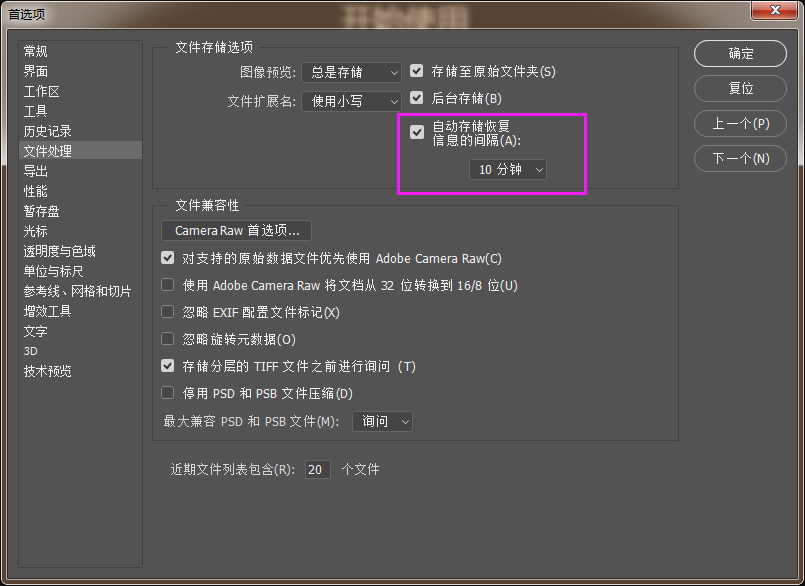 首选项
开始使用
常规
界面
工作区
工具
历史记录
文件处理
导出
性能
暂存盘
光标
透明度与色域
单位与标尺
参考线、网格和切片
增效工具
文字
3D
技术预览
文件存储选项
图像预览: 总是存储
存储至原始文件夹(S)
文件扩展名: 使用小写
后台存储(B)
自动存储恢复
信息的间隔(A):
10 分钟
文件兼容性
Camera Raw 首选项...
对支持的原始数据文件优先使用 Adobe Camera Raw(C)
使用 Adobe Camera Raw 将文档从 32 位转换到 16/8 位(U)
忽略 EXIF 配置文件标记(X)
忽略旋转元数据(O)
存储分层的 TIFF 文件之前进行询问 (T)
停用 PSD 和 PSB 文件压缩(D)
最大兼容 PSD 和 PSB 文件(M): 询问
近期文件列表包含(R): 20 个文件
确定
复位
上一个(P)
下一个(N)